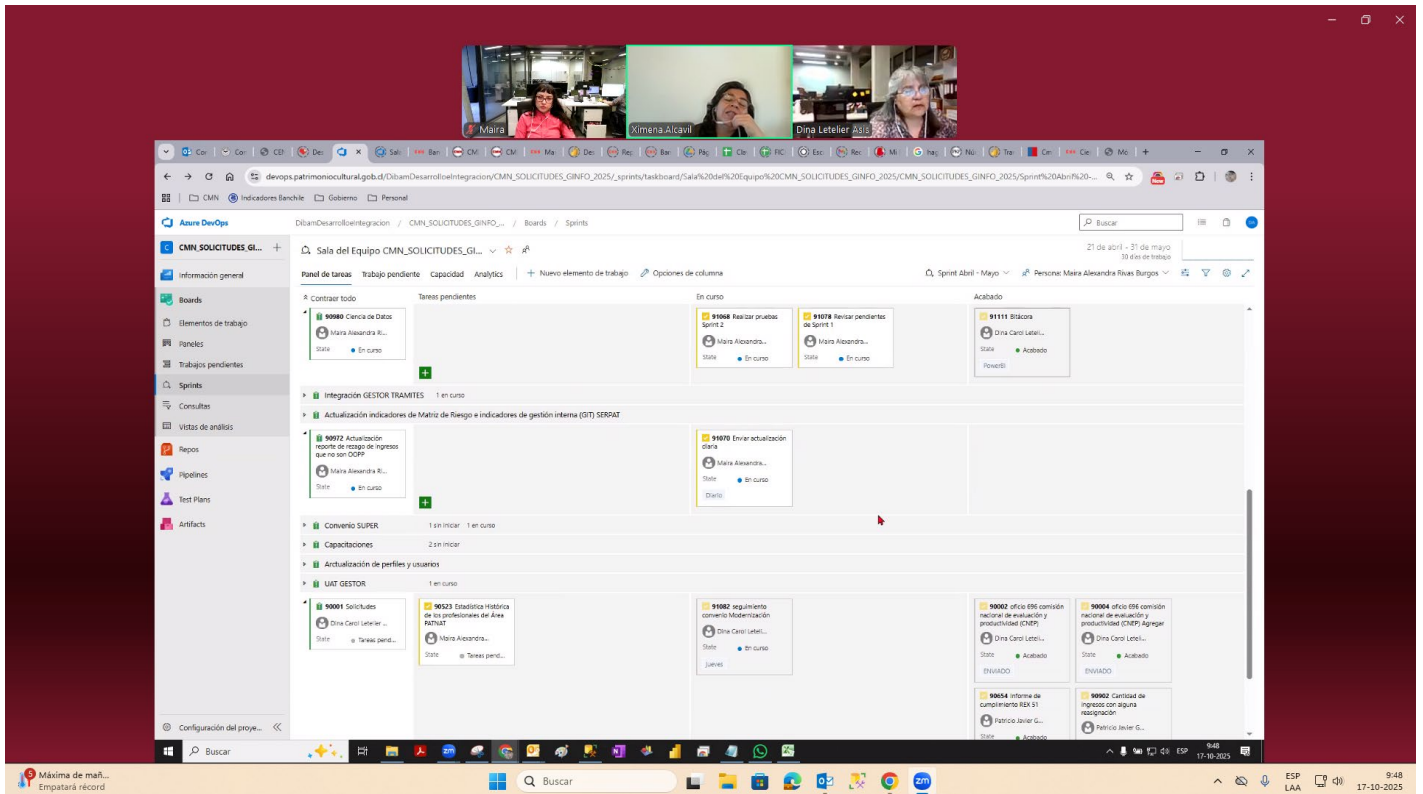 Maira
Ximena Alcavil
Dina Letelier Asis
devops.patrimoniocultural.gob.cl/DibamDesarrolloeIntegracion/CMN_SOLICITUDES_GINFO_2025/_sprints/taskboard/Sala%20del%20Equipo%20CMN_SOLICITUDES_GINFO_2025/CMN_SOLICITUDES_GINFO_2025/Sprint%20Abril%20-...
CMN
Indicadores Banchile
Gobierno
Personal
Azure DevOps
DibamDesarrolloeIntegracion / CMN_SOLICITUDES_GINFO_... / Boards / Sprints
Buscar
CMN_SOLICITUDES_GI...
Sala del Equipo CMN_SOLICITUDES_GI...
21 de abril - 31 de mayo
30 días de trabajo
Información general
Boards
Elementos de trabajo
Paneles
Trabajos pendientes
Sprints
Consultas
Vistas de análisis
Repos
Pipelines
Test Plans
Artifacts
Configuración del proye...
Panel de tareas Trabajo pendiente Capacidad Analytics + Nuevo elemento de trabajo Opciones de columna
Sprint Abril - Mayo Persona: Maira Alexandra Rivas Burgos
Contraer todo
Tareas pendientes
En curso
Acabado
90980 Ciencia de Datos
Maira Alexandra Ri...
State En curso
91068 Realizar pruebas
Sprint 2
Maira Alexandra...
State En curso
91078 Revisar pendientes
de Sprint 1
Maira Alexandra...
State En curso
91111 Bitácora
Dina Carol Leteli...
State Acabado
PowerBI
Integración GESTOR TRAMITES 1 en curso
Actualización indicadores de Matriz de Riesgo e indicadores de gestión interna (GIT) SERPAT
90972 Actualización
reporte de rezago de ingresos
que no son OOPP
Maira Alexandra Ri...
State En curso
91070 Enviar actualización
diaria
Maira Alexandra...
State En curso
Diario
Convenio SUPER 1 sin iniciar 1 en curso
Capacitaciones 2 sin iniciar
Arctualización de perfiles y usuarios
UAT GESTOR 1 en curso
90001 Solicitudes
Dina Carol Letelier ...
State Tareas pend...
90523 Estadística Histórica
de los profesionales del Área
PATNAT
Maira Alexandra...
State Tareas pend...
91082 seguimiento
convenio Modernización
Dina Carol Leteli...
State En curso
jueves
90002 oficio 696 comisión
nacional de evaluación y
productividad (CNEP)
Dina Carol Leteli...
State Acabado
ENVIADO
90004 oficio 696 comisión
nacional de evaluación y
productividad (CNEP) Agregar
Dina Carol Leteli...
State Acabado
ENVIADO
90654 Informe de
cumplimiento REX 51
Patricio Javier G...
State Acabado
90902 Cantidad de
ingresos con alguna
reasignación
Patricio Javier G...
Buscar
ESP
9:48
17-10-2025
Máxima de mañ...
Empatará récord
Buscar
ESP
LAA
9:48
17-10-2025